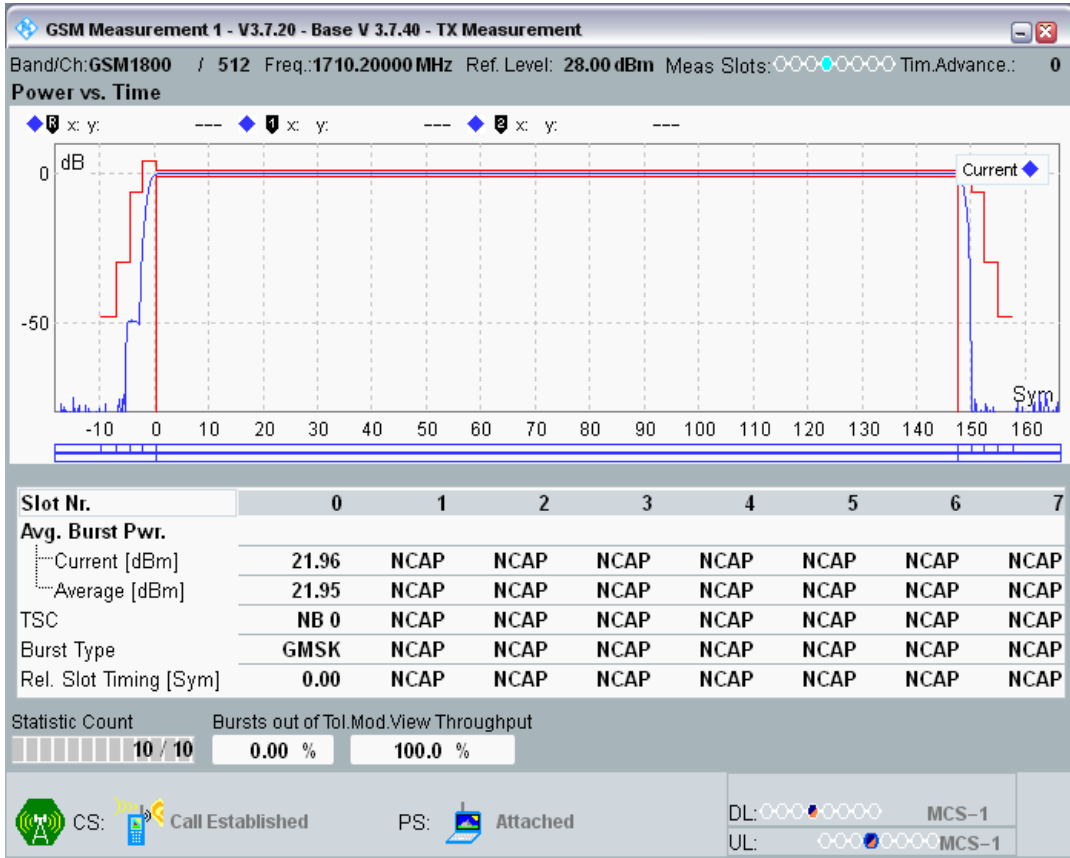 GSM Measurement 1 - V3.7.20 - Base V 3.7.40 - TX Measurement
Band/Ch:GSM1800 / 512 Freq.:1710.20000 MHz Ref. Level: 28.00 dBm Meas Slots: Tim.Advance.: 0
Power vs. Time
R x: y: --- 1 x: y: --- 2 x: y: ---
dB
Current
0
-50
Sym
-10 0 10 20 30 40 50 60 70 80 90 100 110 120 130 140 150 160
Slot Nr. 0 1 2 3 4 5 6 7
Avg. Burst Pwr.
Current [dBm] 21.96 NCAP NCAP NCAP NCAP NCAP NCAP NCAP
Average [dBm] 21.95 NCAP NCAP NCAP NCAP NCAP NCAP NCAP
TSC NB 0 NCAP NCAP NCAP NCAP NCAP NCAP NCAP
Burst Type GMSK NCAP NCAP NCAP NCAP NCAP NCAP NCAP
Rel. Slot Timing [Sym] 0.00 NCAP NCAP NCAP NCAP NCAP NCAP NCAP
Statistic Count Bursts out of Tol.Mod.View Throughput
10 / 10 0.00 % 100.0 %
CS: Call Established PS: Attached
DL: MCS-1
UL: MCS-1